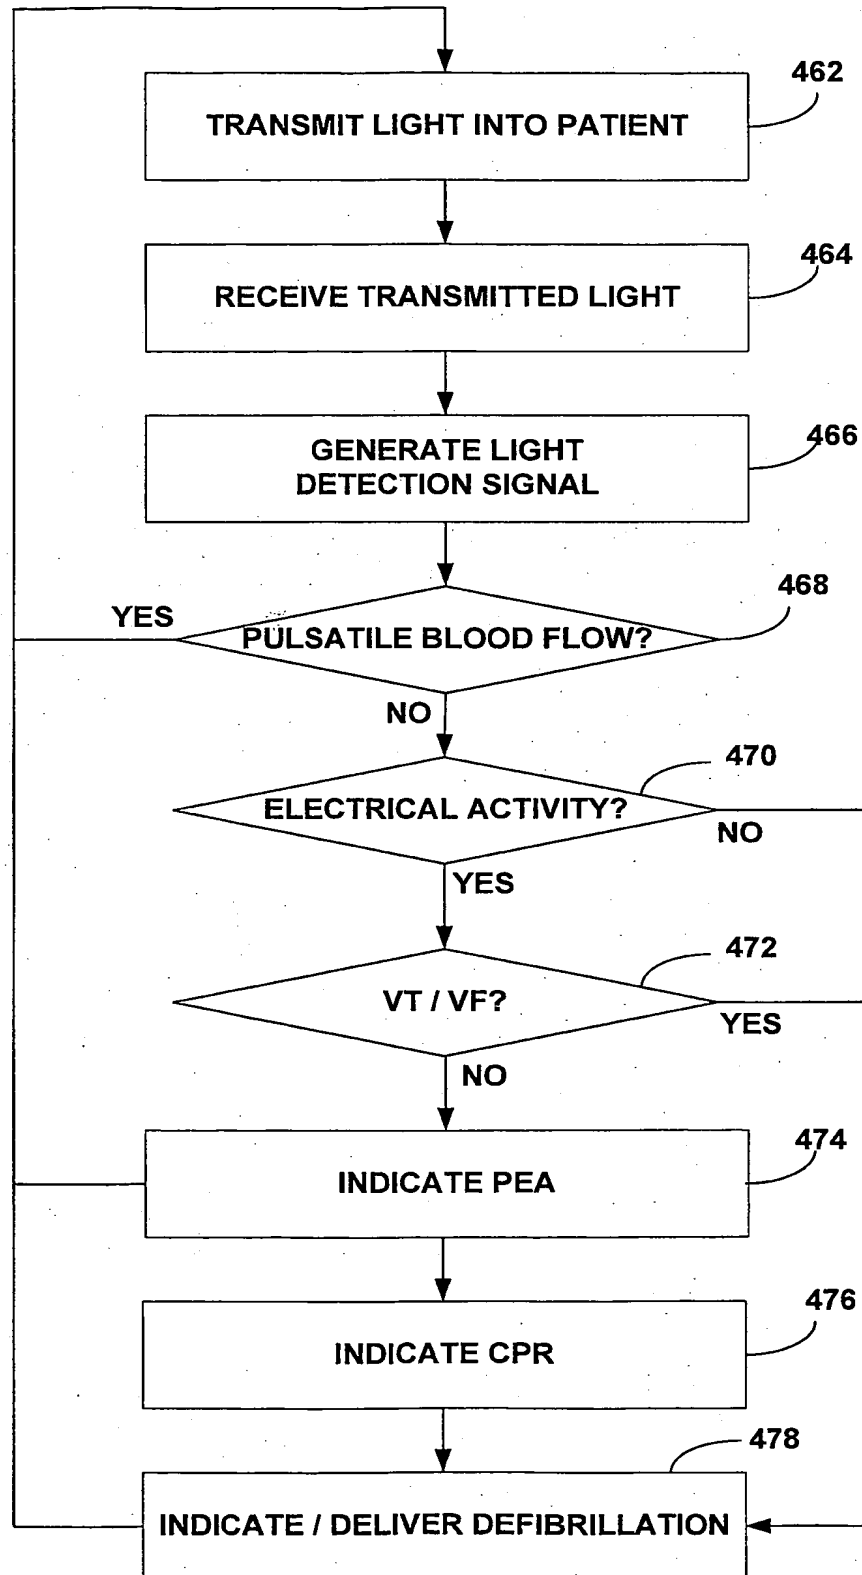 462
TRANSMIT LIGHT INTO PATIENT
464
RECEIVE TRANSMITTED LIGHT
466
GENERATE LIGHT
DETECTION SIGNAL
468
YES
PULSATILE BLOOD FLOW?
NO
470
ELECTRICAL ACTIVITY?
NO
YES
472
VT / VF?
YES
NO
474
INDICATE PEA
476
INDICATE CPR
478
INDICATE / DELIVER DEFIBRILLATION